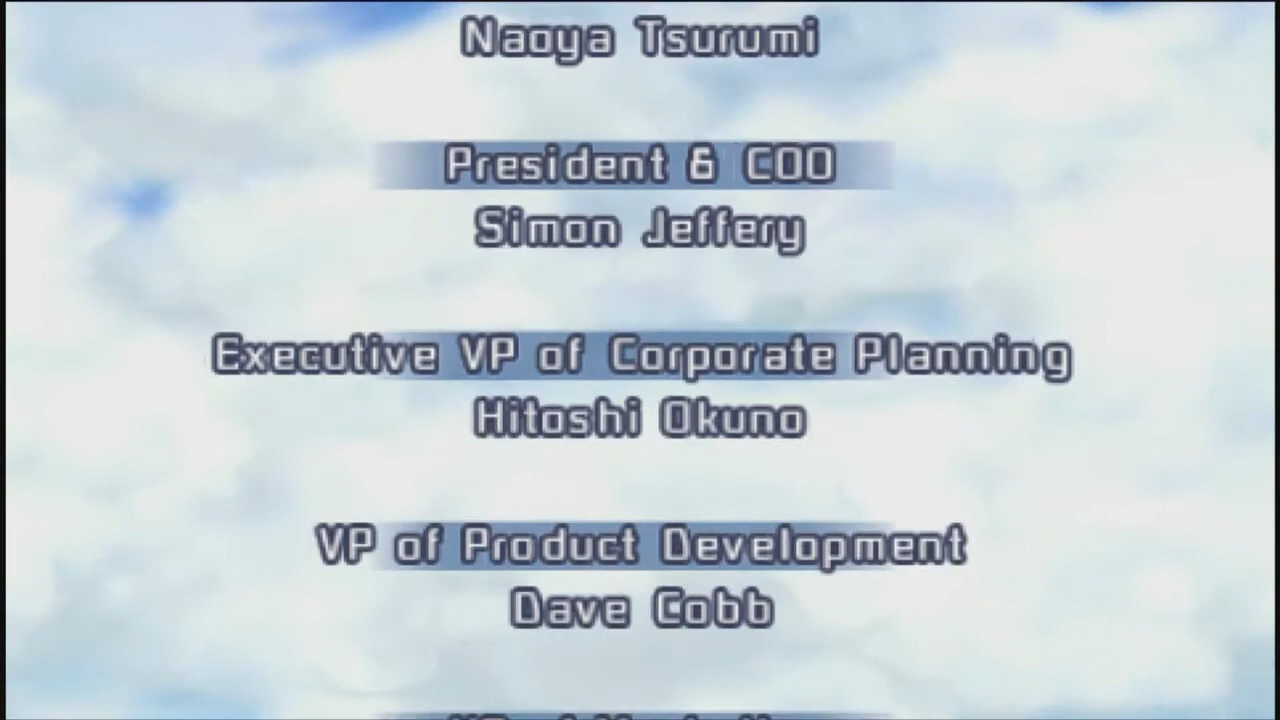 Naoya Tsurumi
President & COO
Simon Jeffery
Executive VP of Corporate Planning
Hitoshi Okuno
VP of Product Development
Dave Cobb